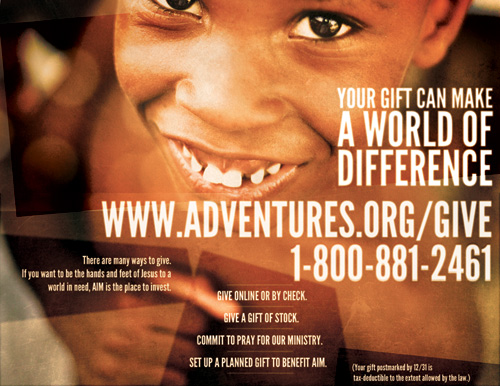 YOUR GIFT CAN MAKE
A WORLD OF
DIFFERENCE
WWW.ADVENTURES.ORG/GIVE
1-800-881-2461
There are many ways to give.
If you want to be the hands and feet of Jesus to a
world in need, AIM is the place to invest.
GIVE ONLINE OR BY CHECK.
GIVE A GIFT OF STOCK.
COMMIT TO PRAY FOR OUR MINISTRY.
SET UP A PLANNED GIFT TO BENEFIT AIM.
(Your gift postmarked by 12/31 is
tax-deductible to the extent allowed by the law.)